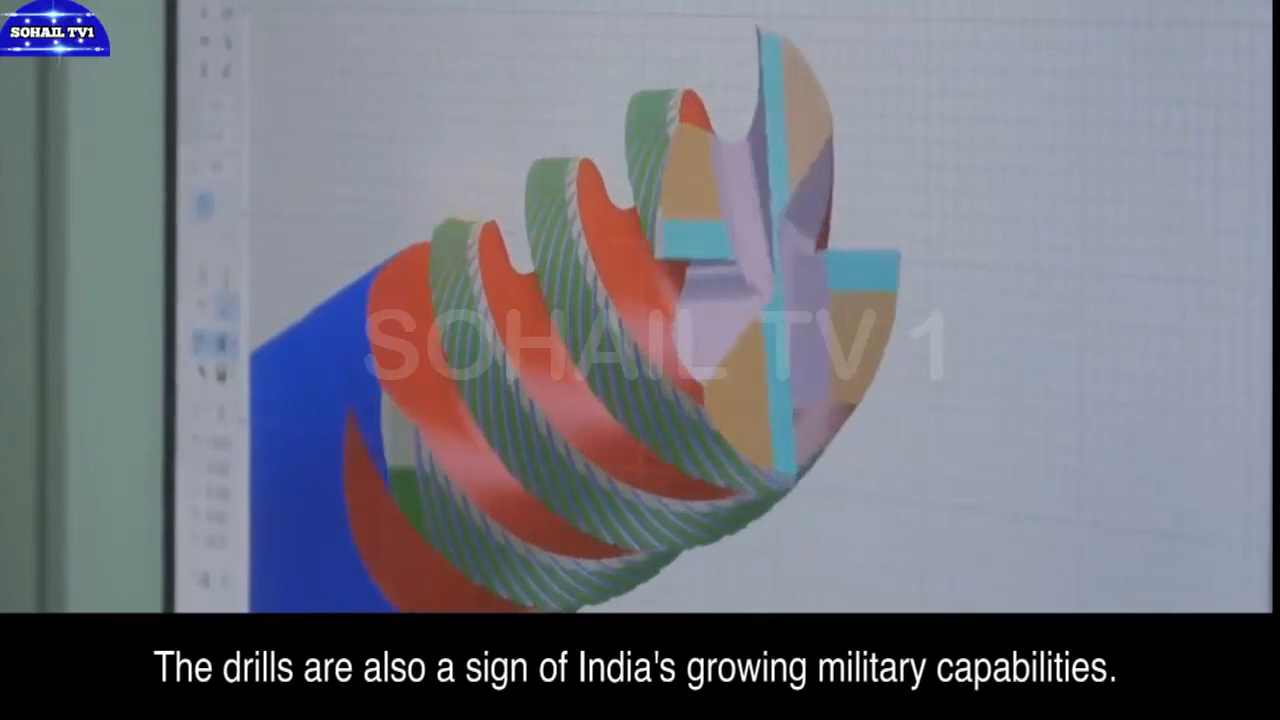 SOHAIL TV1
SOHAIL TV 1
The drills are also a sign of India's growing military capabilities.